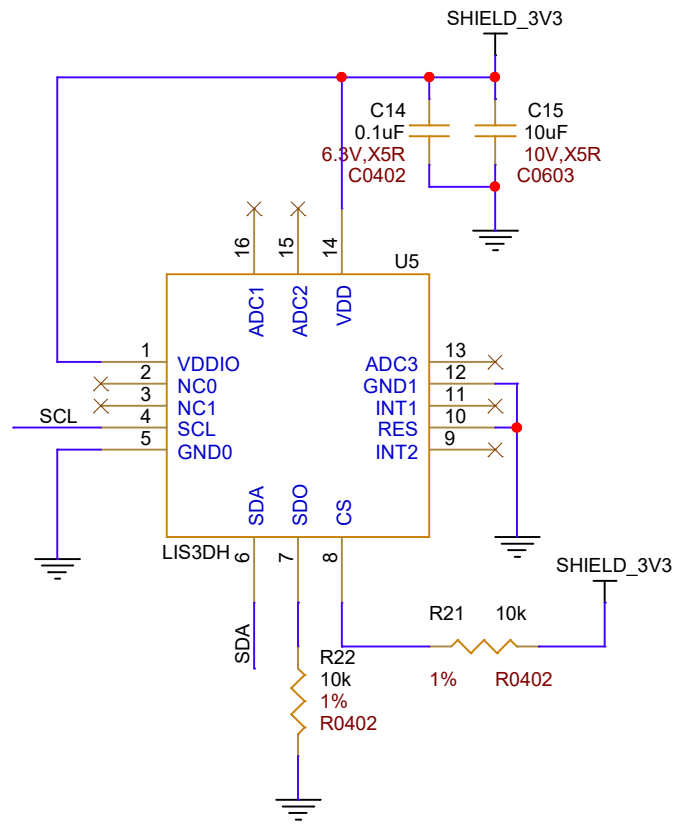 SHIELD_3V3
C14
0.1uF
6.3V,X5R
C0402
C15
10uF
10V,X5R
C0603
16
15
14
U5
ADC1
ADC2
VDD
1
VDDIO
2
NC0
3
NC1
SCL
4
SCL
5
GND0
13
ADC3
12
GND1
11
INT1
10
RES
9
INT2
SDA
SDO
CS
LIS3DH
6
7
8
SHIELD_3V3
R21
10k
1%
R0402
SDA
R22
10k
1%
R0402